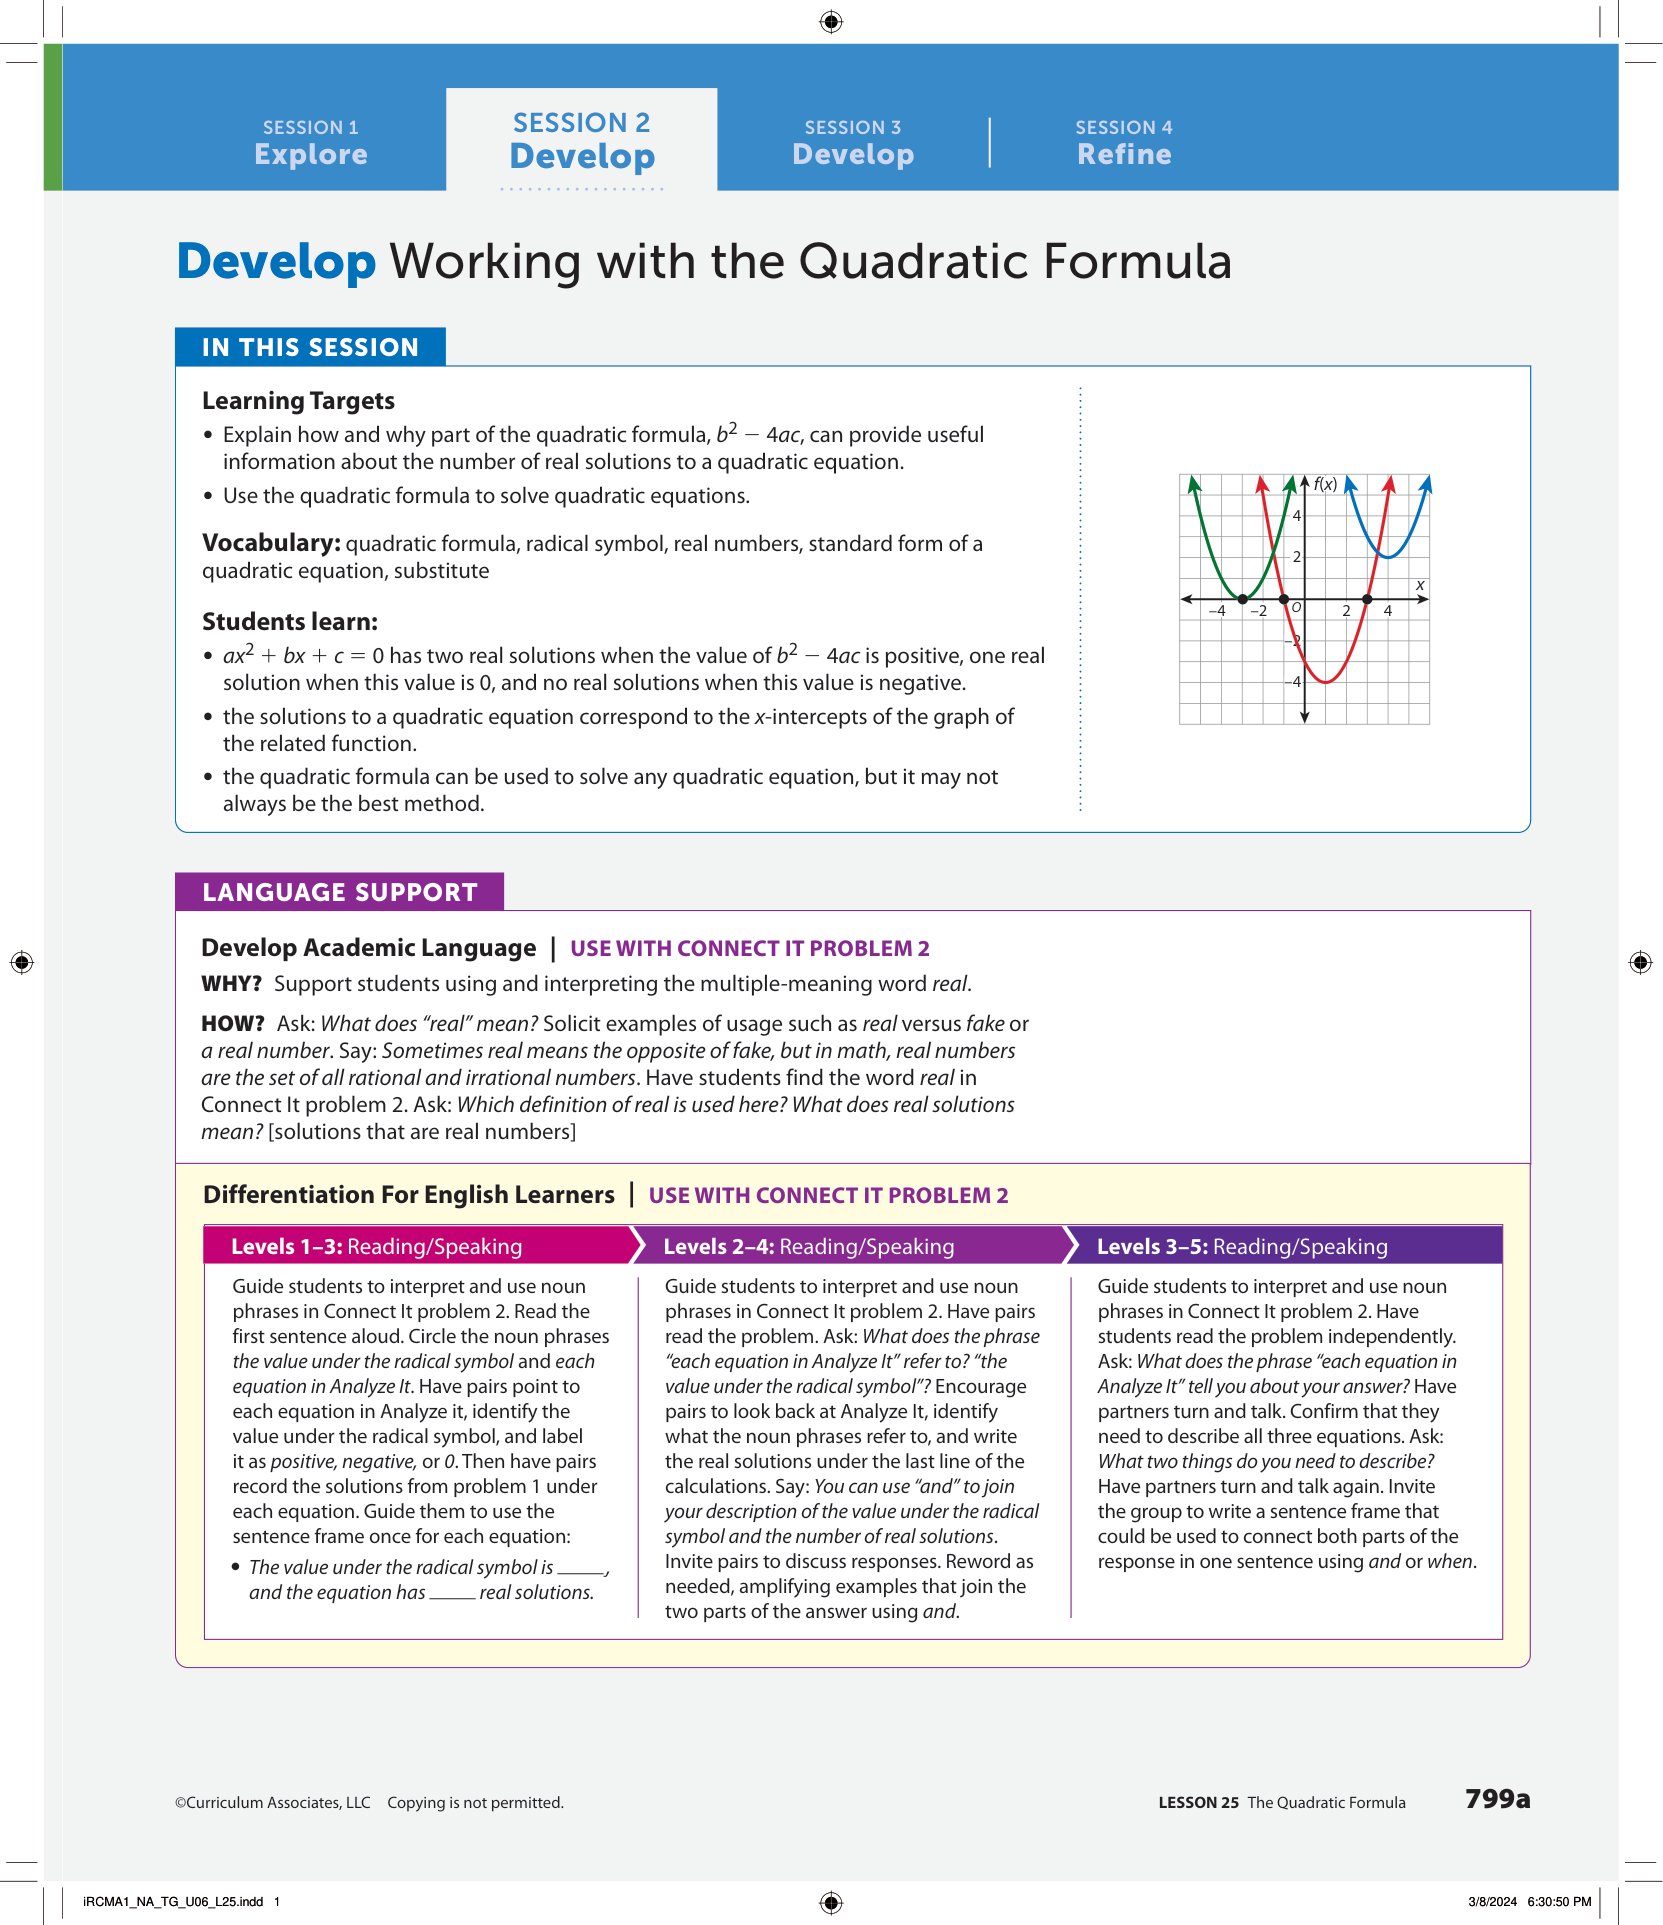 SESSION 1
Explore
SESSION 2
Develop
SESSION 3
Develop
SESSION 4
Refine
Develop Working with the Quadratic Formula
IN THIS SESSION
Learning Targets
• Explain how and why part of the quadratic formula, b² − 4ac, can provide useful
information about the number of real solutions to a quadratic equation.
• Use the quadratic formula to solve quadratic equations.
Vocabulary: quadratic formula, radical symbol, real numbers, standard form of a
quadratic equation, substitute
Students learn:
• ax² + bx + c = 0 has two real solutions when the value of b² − 4ac is positive, one real
solution when this value is 0, and no real solutions when this value is negative.
• the solutions to a quadratic equation correspond to the x-intercepts of the graph of
the related function.
• the quadratic formula can be used to solve any quadratic equation, but it may not
always be the best method.
f(x)
4
2
x
–4 –2 O 2 4
–2
–4
LANGUAGE SUPPORT
Develop Academic Language | USE WITH CONNECT IT PROBLEM 2
WHY? Support students using and interpreting the multiple-meaning word real.
HOW? Ask: What does “real” mean? Solicit examples of usage such as real versus fake or
a real number. Say: Sometimes real means the opposite of fake, but in math, real numbers
are the set of all rational and irrational numbers. Have students find the word real in
Connect It problem 2. Ask: Which definition of real is used here? What does real solutions
mean? [solutions that are real numbers]
Differentiation For English Learners | USE WITH CONNECT IT PROBLEM 2
Levels 1–3: Reading/Speaking
Guide students to interpret and use noun
phrases in Connect It problem 2. Read the
first sentence aloud. Circle the noun phrases
the value under the radical symbol and each
equation in Analyze It. Have pairs point to
each equation in Analyze it, identify the
value under the radical symbol, and label
it as positive, negative, or 0. Then have pairs
record the solutions from problem 1 under
each equation. Guide them to use the
sentence frame once for each equation:
• The value under the radical symbol is _____,
and the equation has _____ real solutions.
Levels 2–4: Reading/Speaking
Guide students to interpret and use noun
phrases in Connect It problem 2. Have pairs
read the problem. Ask: What does the phrase
“each equation in Analyze It” refer to? “the
value under the radical symbol”? Encourage
pairs to look back at Analyze It, identify
what the noun phrases refer to, and write
the real solutions under the last line of the
calculations. Say: You can use “and” to join
your description of the value under the radical
symbol and the number of real solutions.
Invite pairs to discuss responses. Reword as
needed, amplifying examples that join the
two parts of the answer using and.
Levels 3–5: Reading/Speaking
Guide students to interpret and use noun
phrases in Connect It problem 2. Have
students read the problem independently.
Ask: What does the phrase “each equation in
Analyze It” tell you about your answer? Have
partners turn and talk. Confirm that they
need to describe all three equations. Ask:
What two things do you need to describe?
Have partners turn and talk again. Invite
the group to write a sentence frame that
could be used to connect both parts of the
response in one sentence using and or when.
©Curriculum Associates, LLC Copying is not permitted.
LESSON 25 The Quadratic Formula 799a
iRCMA1_NA_TG_U06_L25.indd 1
3/8/2024 6:30:50 PM